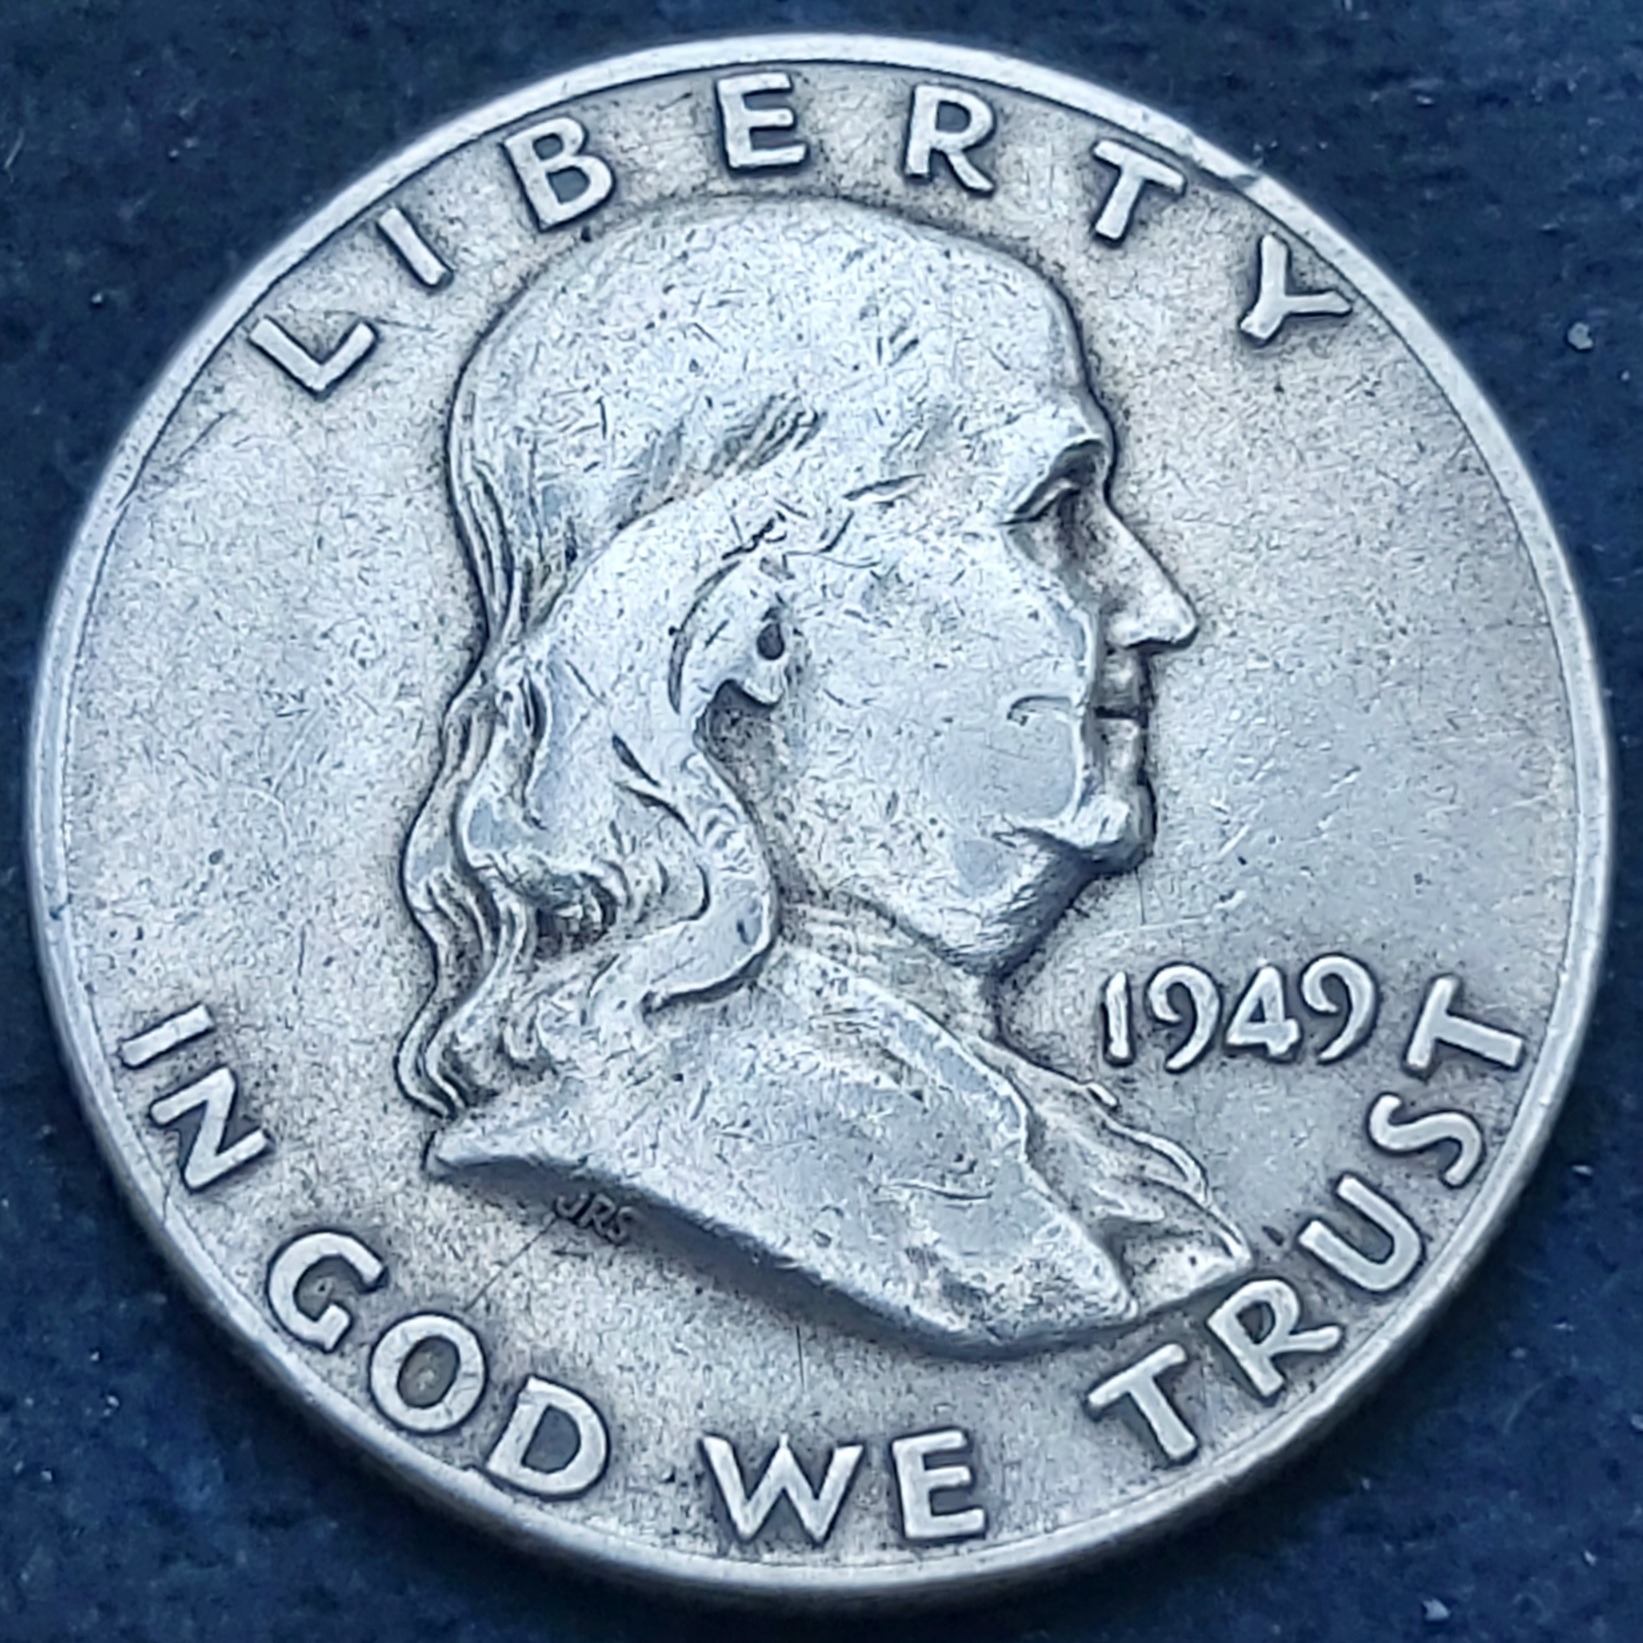 LIBERTY
1949
JRS
IN GOD WE TRUST